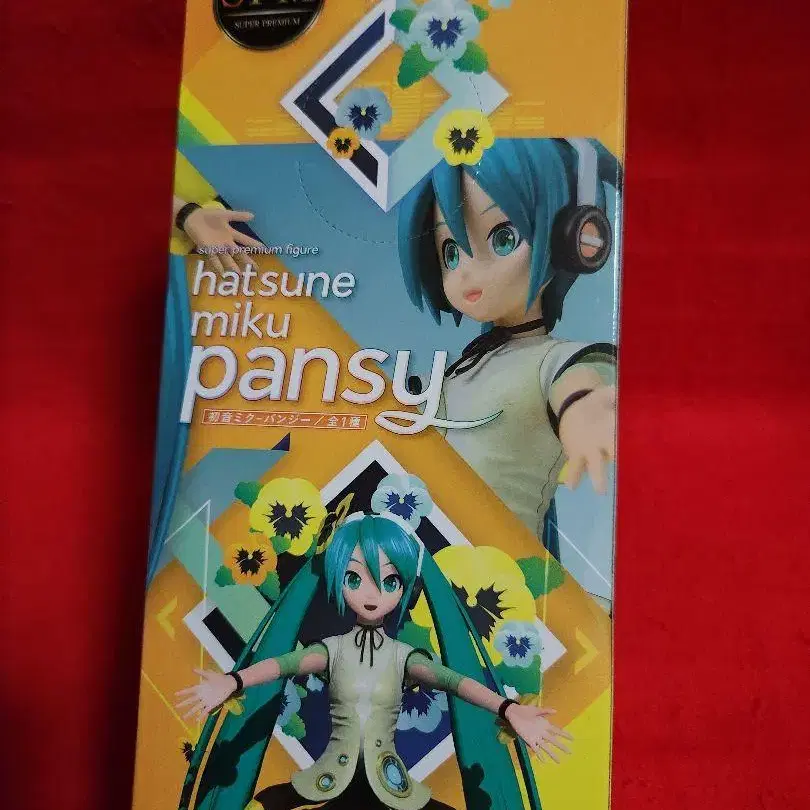 SUPER PREMIUM
super premium figure
hatsune
miku
pansy
初音ミク-パンジー/全1種